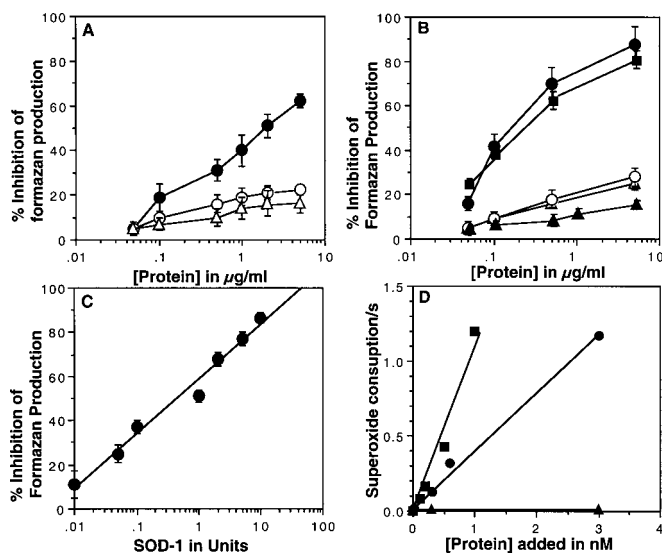 A
% Inhibition of
formazan production
100
80
60
40
20
0
.01
.1
1
10
[Protein] in µg/ml
B
% Inhibition of
Formazan Production
100
80
60
40
20
0
.01
.1
1
10
[Protein] in µg/ml
C
% Inhibition of
Formazan Production
100
80
60
40
20
0
0.01
0.1
1
10
100
SOD-1 in Units
D
Superoxide consuption/s
1.5
1.0
0.5
0.0
0
1
2
3
4
[Protein] added in nM